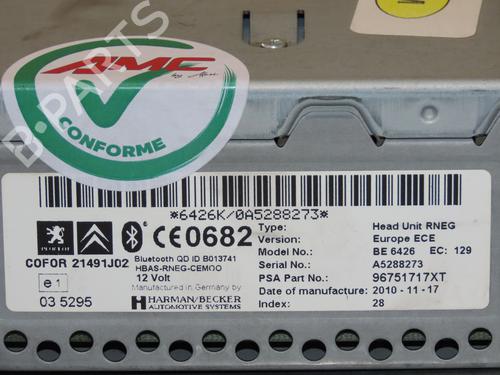 RMC
CONFORME
B-PARTS
*6426K/0A5288273*
PEUGEOT
CE0682
COFOR 21491J02
Bluetooth QD ID B013741
HBAS-RNEG-CEMOO
12 Volt
e1
03 5295
Manufactured in Germany by
HARMAN/BECKER
AUTOMOTIVE SYSTEMS
Type: Head Unit RNEG
Version: Europe ECE
Model No.: BE 6426 EC: 129
Serial No.: A5288273
PSA Part No.: 96751717XT
Date of manufacture: 2010 - 11 - 17
Index: 28